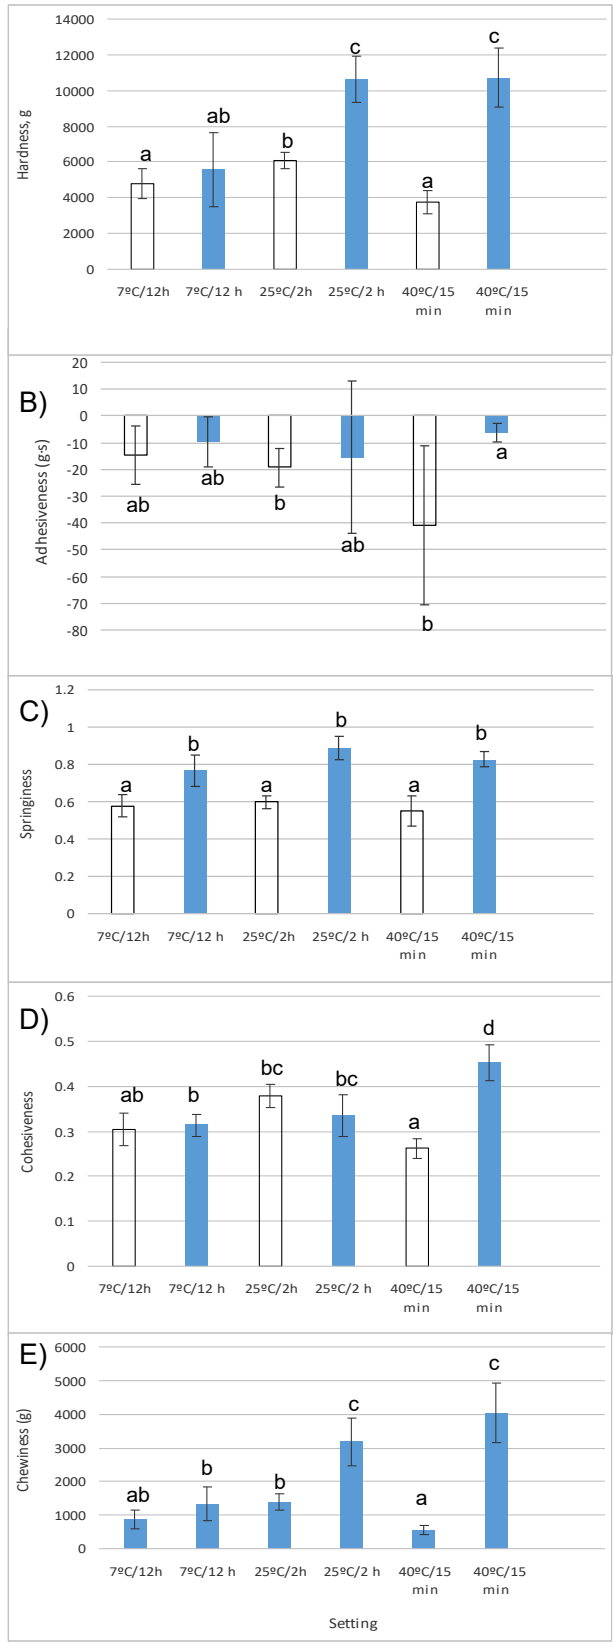 14000
c
c
12000
10000
ab
8000
b
a
6000
a
4000
2000
0
Hardness, g
7ºC/12h 7ºC/12 h 25ºC/2h 25ºC/2 h 40ºC/15 min 40ºC/15 min
B)
20
10
0
-10
-20
-30
-40
-50
-60
-70
-80
Adhesiveness (g·s)
ab ab b ab b a
C)
1.2
1
0.8
0.6
0.4
0.2
0
Springiness
a b a b a b
7ºC/12h 7ºC/12 h 25ºC/2h 25ºC/2 h 40ºC/15 min 40ºC/15 min
D)
0.6
0.5
0.4
0.3
0.2
0.1
0
Cohesiveness
ab b bc bc a d
7ºC/12h 7ºC/12 h 25ºC/2h 25ºC/2 h 40ºC/15 min 40ºC/15 min
E)
6000
5000
4000
3000
2000
1000
0
Chewiness (g)
ab b b c a c
7ºC/12h 7ºC/12 h 25ºC/2h 25ºC/2 h 40ºC/15 min 40ºC/15 min
Setting